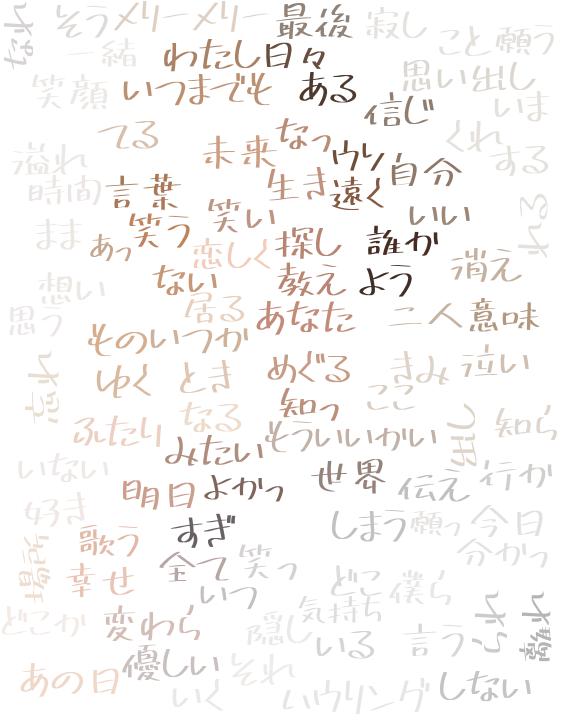 そう メリーメリー 最後 寂し
こと 願う
一緒 わたし 日々
笑顔 いつまでも ある 思い出し
信じ いま
てる 未来 なっ くれ
溢れ ウソ 自分 する
時間 言葉 生き 遠く
笑い いい
まま あっ 笑う 恋しく 探し 誰か れる
ない 教え よう 消え
想い 居る
思う あなた 二人 意味
ものいつか
ゆく とき めぐる きみ 泣い
知っ ここ
ふたり なる もういいかい 知ら
いない みたい
明日 よかっ 世界 伝え 行か
好き
歌う すぎ しまう 願っ 今日
分かっ
幸せ 全て 笑っ
いつ どこ 僕ら
気持ち
どこか 変わら 隠し いる 言う
あの日 優しい それ
いく ハウリング しない